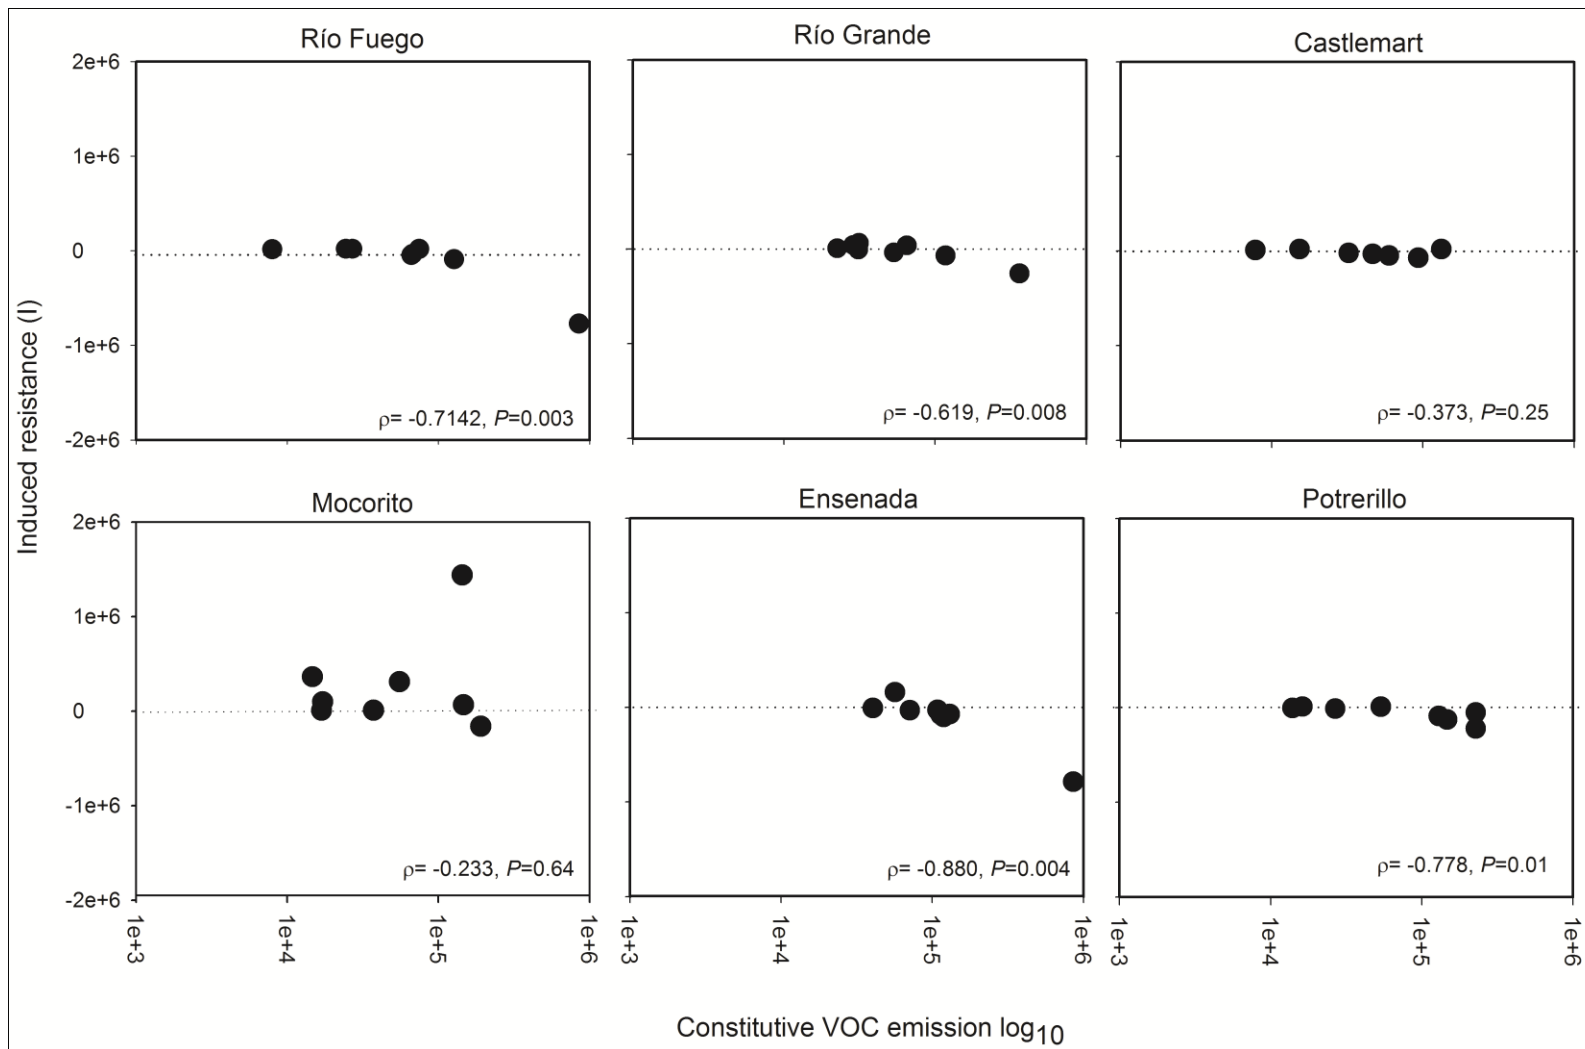 Río Fuego
Río Grande
Castlemart
2e+6
1e+6
0
-1e+6
-2e+6
ρ= -0.7142, P=0.003
ρ= -0.619, P=0.008
ρ= -0.373, P=0.25
Induced resistance (I)
Mocorito
Ensenada
Potrerillo
2e+6
1e+6
0
-1e+6
-2e+6
ρ= -0.233, P=0.64
ρ= -0.880, P=0.004
ρ= -0.778, P=0.01
1e+3 1e+4 1e+5 1e+6
1e+3 1e+4 1e+5 1e+6
1e+3 1e+4 1e+5 1e+6
Constitutive VOC emission log10